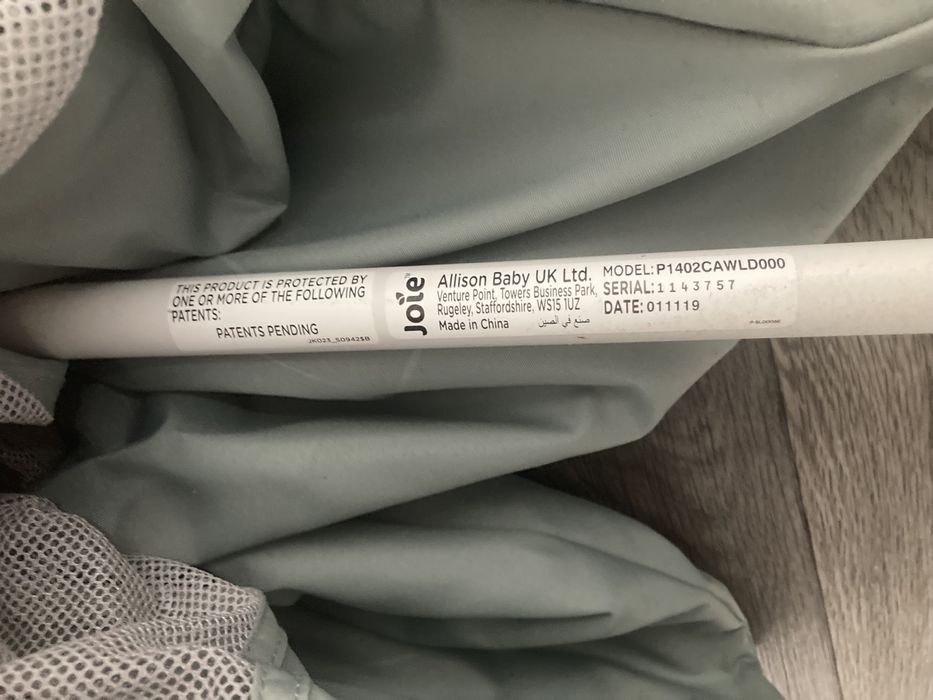 THIS PRODUCT IS PROTECTED BY
ONE OR MORE OF THE FOLLOWING
PATENTS:
PATENTS PENDING
JK023_S0942SB
Joie™
Allison Baby UK Ltd.
Venture Point, Towers Business Park,
Rugeley, Staffordshire, WS15 1UZ
Made in China صنع في الصين
MODEL:P1402CAWLD000
SERIAL:1143757
DATE:011119